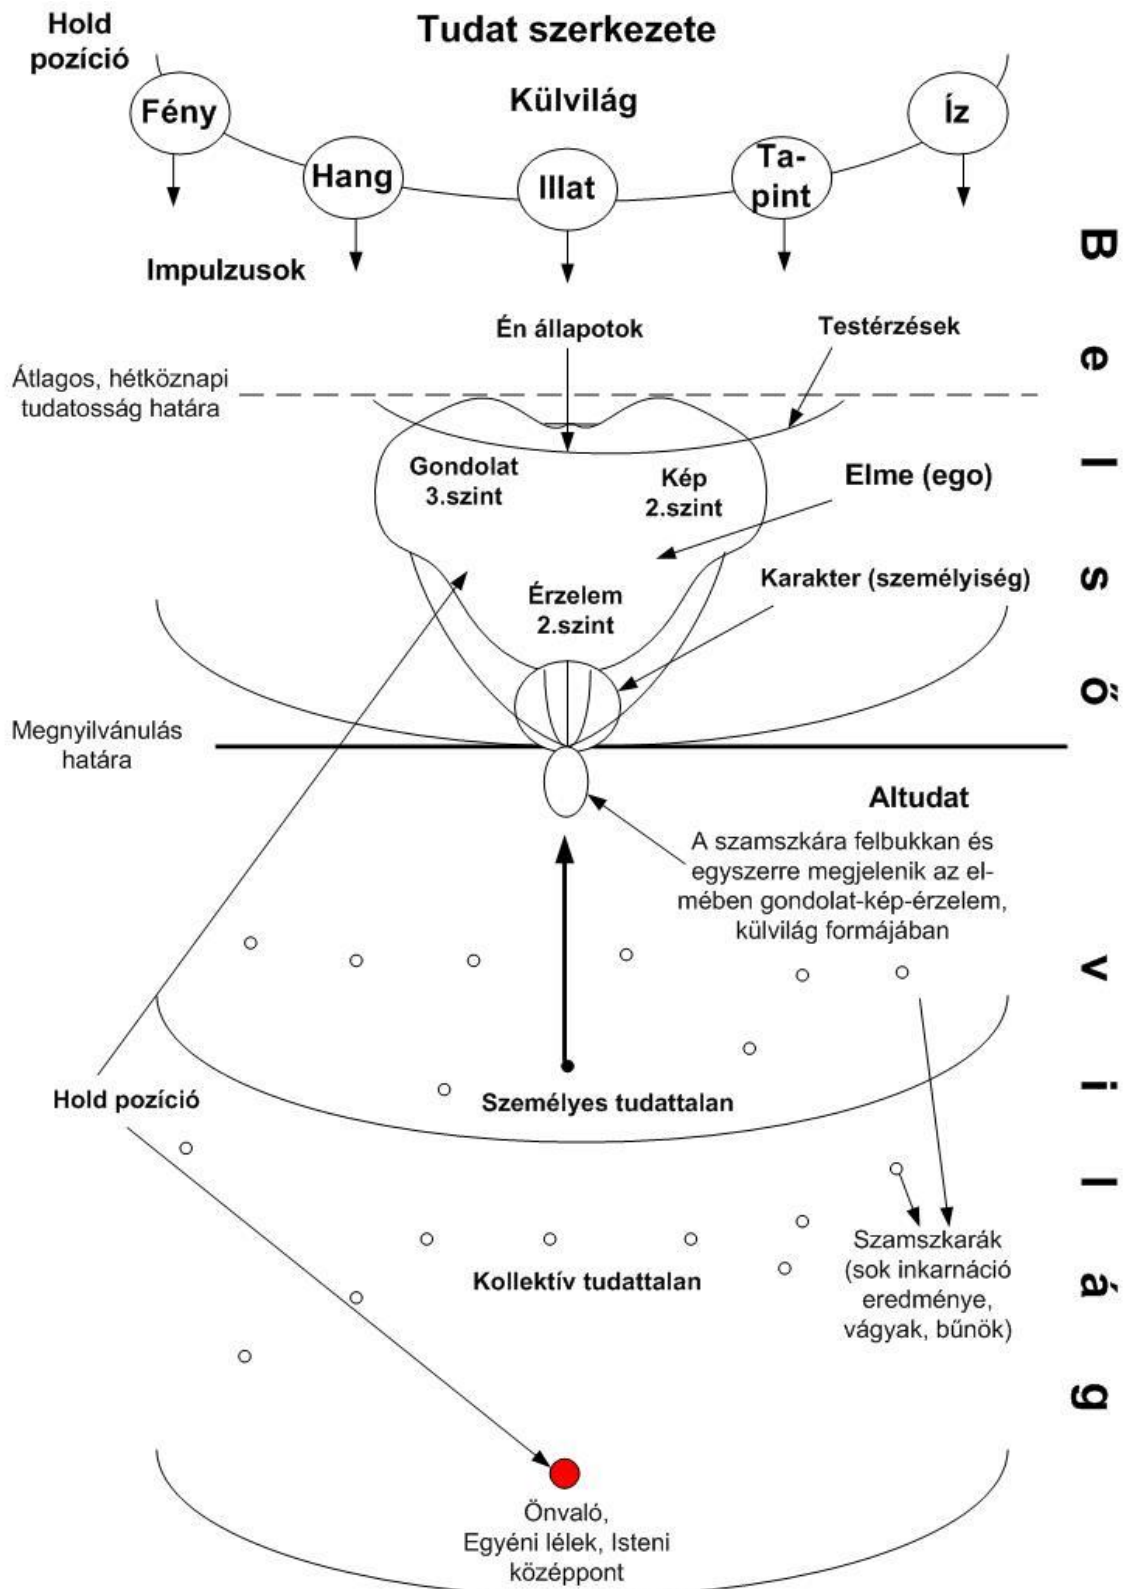 Hold
pozíció
Tudat szerkezete
Külvilág
Fény
Hang
Illat
Ta-
pint
Íz
Impulzusok
Én állapotok
Testérzések
Átlagos, hétköznapi
tudatosság határa
Gondolat
3.szint
Kép
2.szint
Elme (ego)
Érzelem
2.szint
Karakter (személyiség)
Megnyilvánulás
határa
Altudat
A szamszkára felbukkan és
egyszerre megjelenik az el-
mében gondolat-kép-érzelem,
külvilág formájában
Hold pozíció
Személyes tudattalan
Kollektív tudattalan
Szamszkarák
(sok inkarnáció
eredménye,
vágyak, bűnök)
Önvaló,
Egyéni lélek, Isteni
középpont
Belső világ